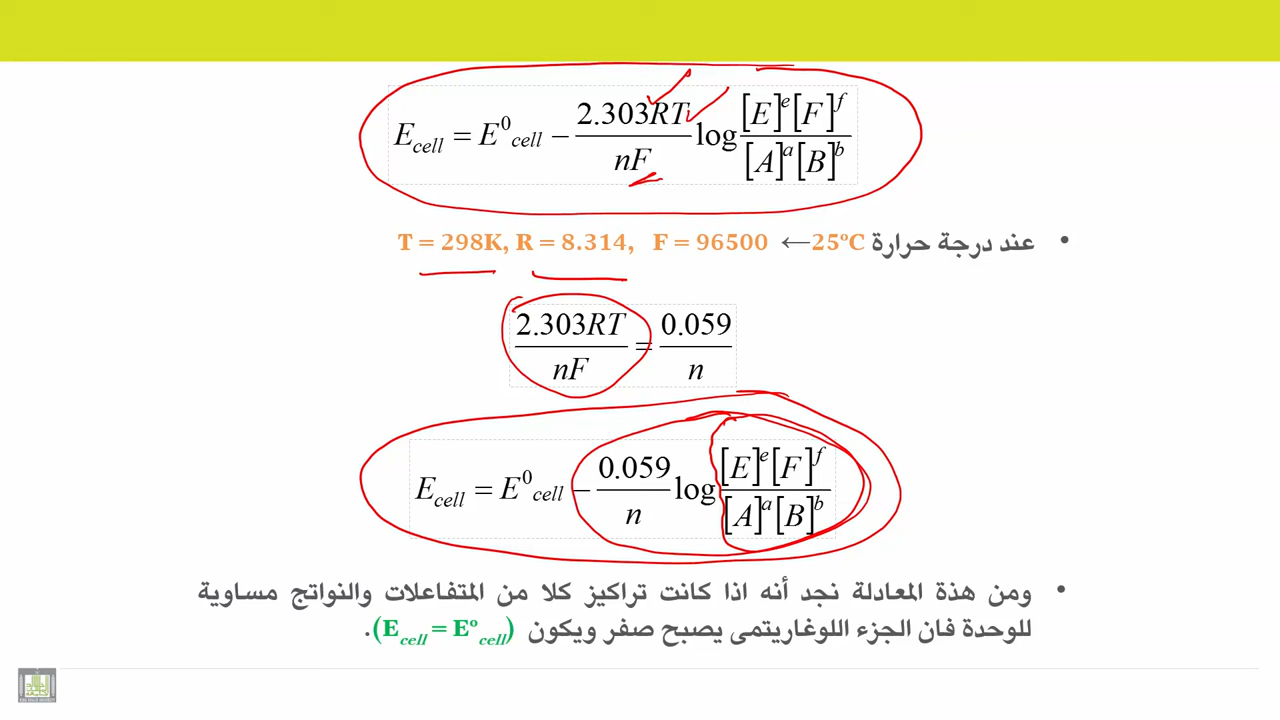 E_cell = E^0_cell − 2.303RT/nF log [E]^e[F]^f/[A]^a[B]^b
• عند درجة حرارة 25ºC ← T = 298K, R = 8.314, F = 96500
2.303RT/nF = 0.059/n
E_cell = E^0_cell − 0.059/n log [E]^e[F]^f/[A]^a[B]^b
• ومن هذة المعادلة نجد أنه اذا كانت تراكيز كلا من المتفاعلات والنواتج مساوية
للوحدة فان الجزء اللوغاريتمى يصبح صفر ويكون (E_cell = Eº_cell).